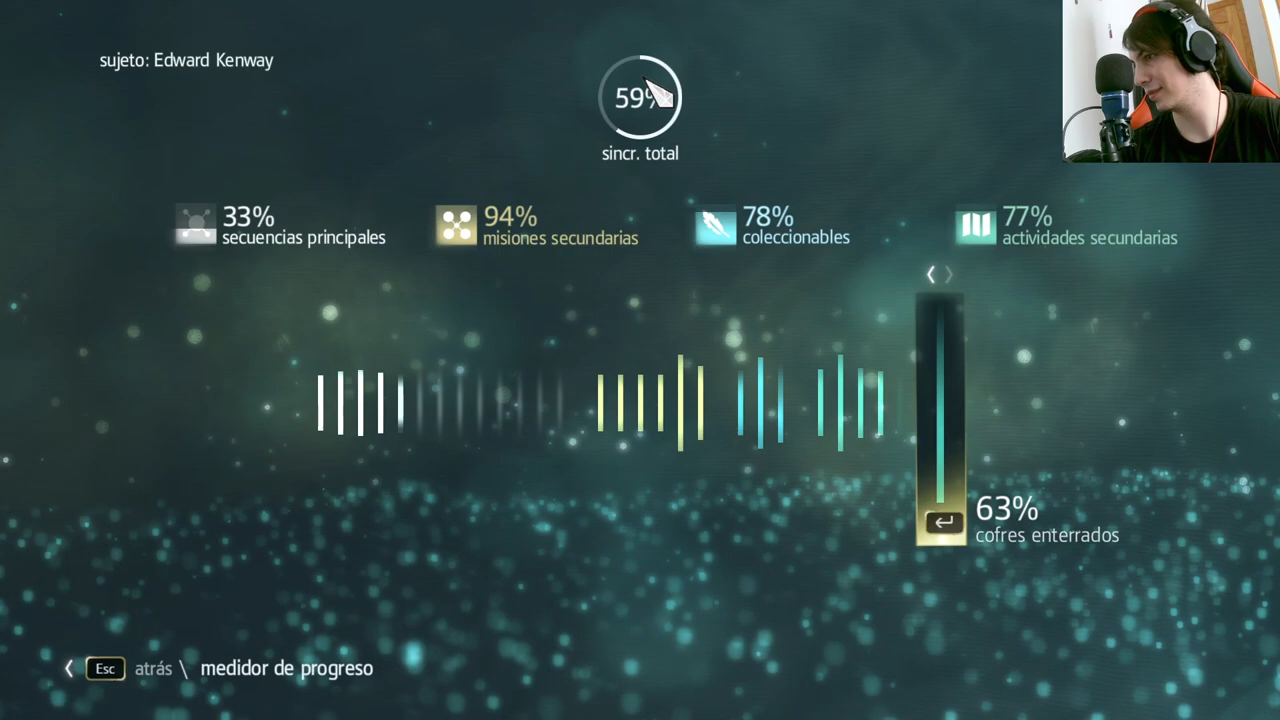 sujeto: Edward Kenway
59%
sincr. total
33%
secuencias principales
94%
misiones secundarias
78%
coleccionables
77%
actividades secundarias
63%
cofres enterrados
Esc atrás \ medidor de progreso